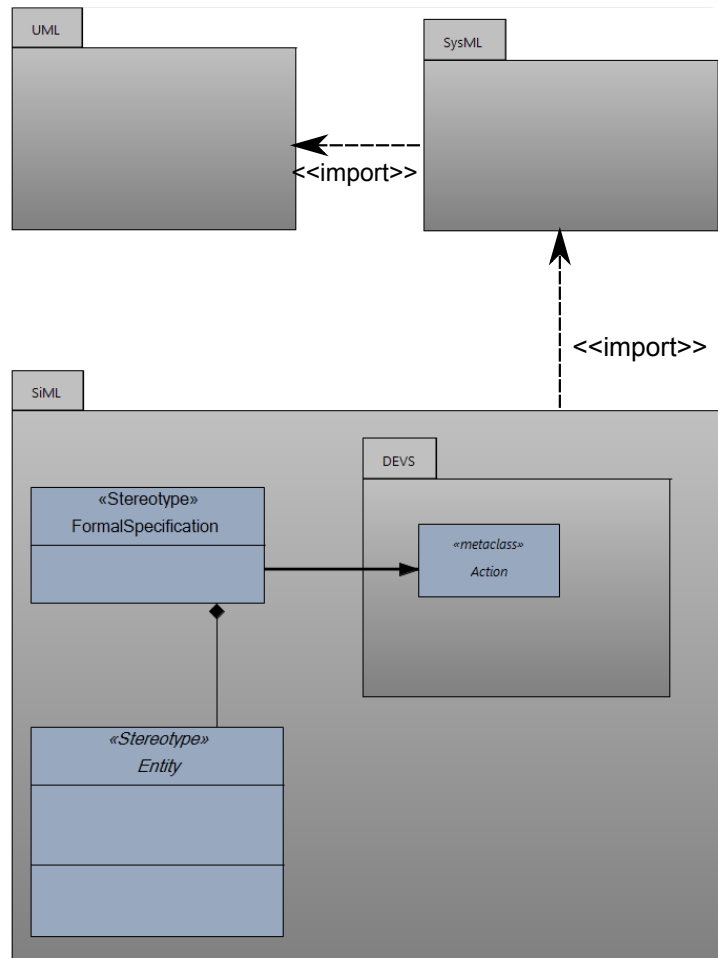 UML
SysML
<<import>>
<<import>>
SiML
DEVS
«Stereotype»
FormalSpecification
«metaclass»
Action
«Stereotype»
Entity